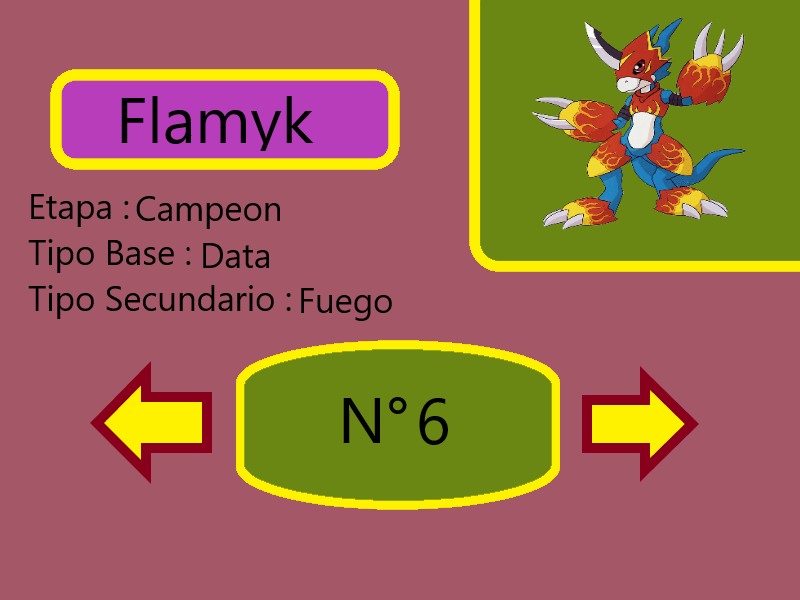 Flamyk
Etapa : Campeon
Tipo Base : Data
Tipo Secundario : Fuego
N° 6